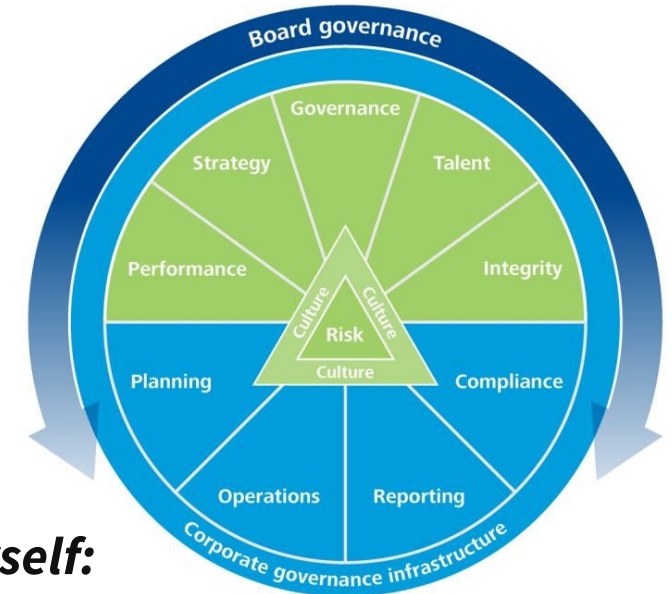 Board governance
Governance
Strategy
Talent
Performance
Integrity
Culture
Culture
Risk
Culture
Planning
Compliance
Operations
Reporting
Corporate governance infrastructure
self: